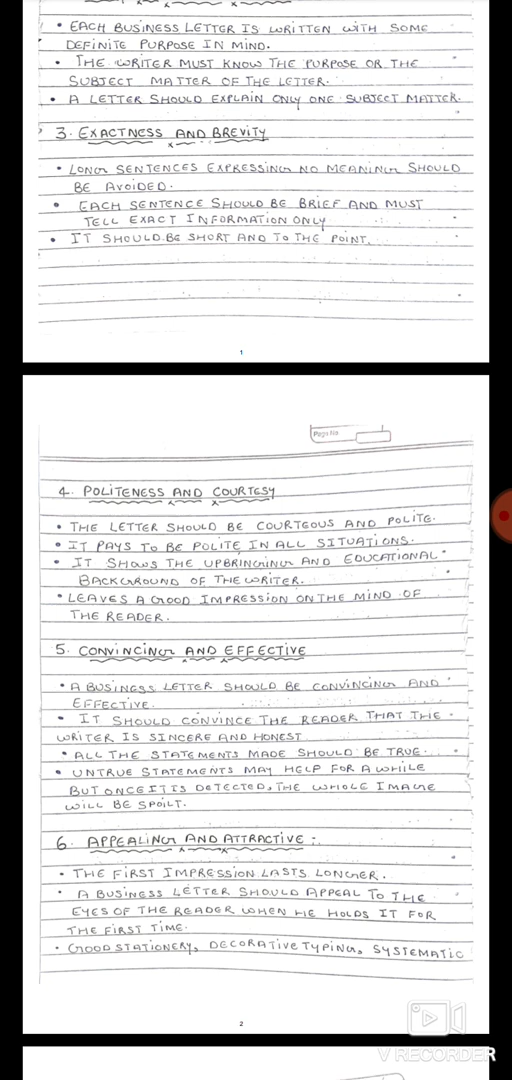 • EACH BUSINESS LETTER IS WRITTEN WITH SOME
DEFINITE PURPOSE IN MIND.
• THE WRITER MUST KNOW THE PURPOSE OR THE
SUBJECT MATTER OF THE LETTER.
• A LETTER SHOULD EXPLAIN ONLY ONE SUBJECT MATTER.
3. EXACTNESS AND BREVITY
• LONG SENTENCES EXPRESSING NO MEANING SHOULD
BE AVOIDED.
• EACH SENTENCE SHOULD BE BRIEF AND MUST
TELL EXACT INFORMATION ONLY
• IT SHOULD BE SHORT AND TO THE POINT.
1
Page No
4. POLITENESS AND COURTESY
• THE LETTER SHOULD BE COURTEOUS AND POLITE.
• IT PAYS TO BE POLITE IN ALL SITUATIONS.
• IT SHOWS THE UPBRINGING AND EDUCATIONAL
BACKGROUND OF THE WRITER.
• LEAVES A GOOD IMPRESSION ON THE MIND OF
THE READER.
5. CONVINCING AND EFFECTIVE
• A BUSINESS LETTER SHOULD BE CONVINCING AND
EFFECTIVE.
• IT SHOULD CONVINCE THE READER THAT THE
WRITER IS SINCERE AND HONEST
• ALL THE STATEMENTS MADE SHOULD BE TRUE.
• UNTRUE STATEMENTS MAY HELP FOR A WHILE
BUT ONCE IT IS DETECTED, THE WHOLE IMAGE
WILL BE SPOILT.
6. APPEALING AND ATTRACTIVE :-
• THE FIRST IMPRESSION LASTS LONGER.
• A BUSINESS LETTER SHOULD APPEAL TO THE
EYES OF THE READER WHEN HE HOLDS IT FOR
THE FIRST TIME.
• GOOD STATIONERY, DECORATIVE TYPING, SYSTEMATIC
2
V RECORDER